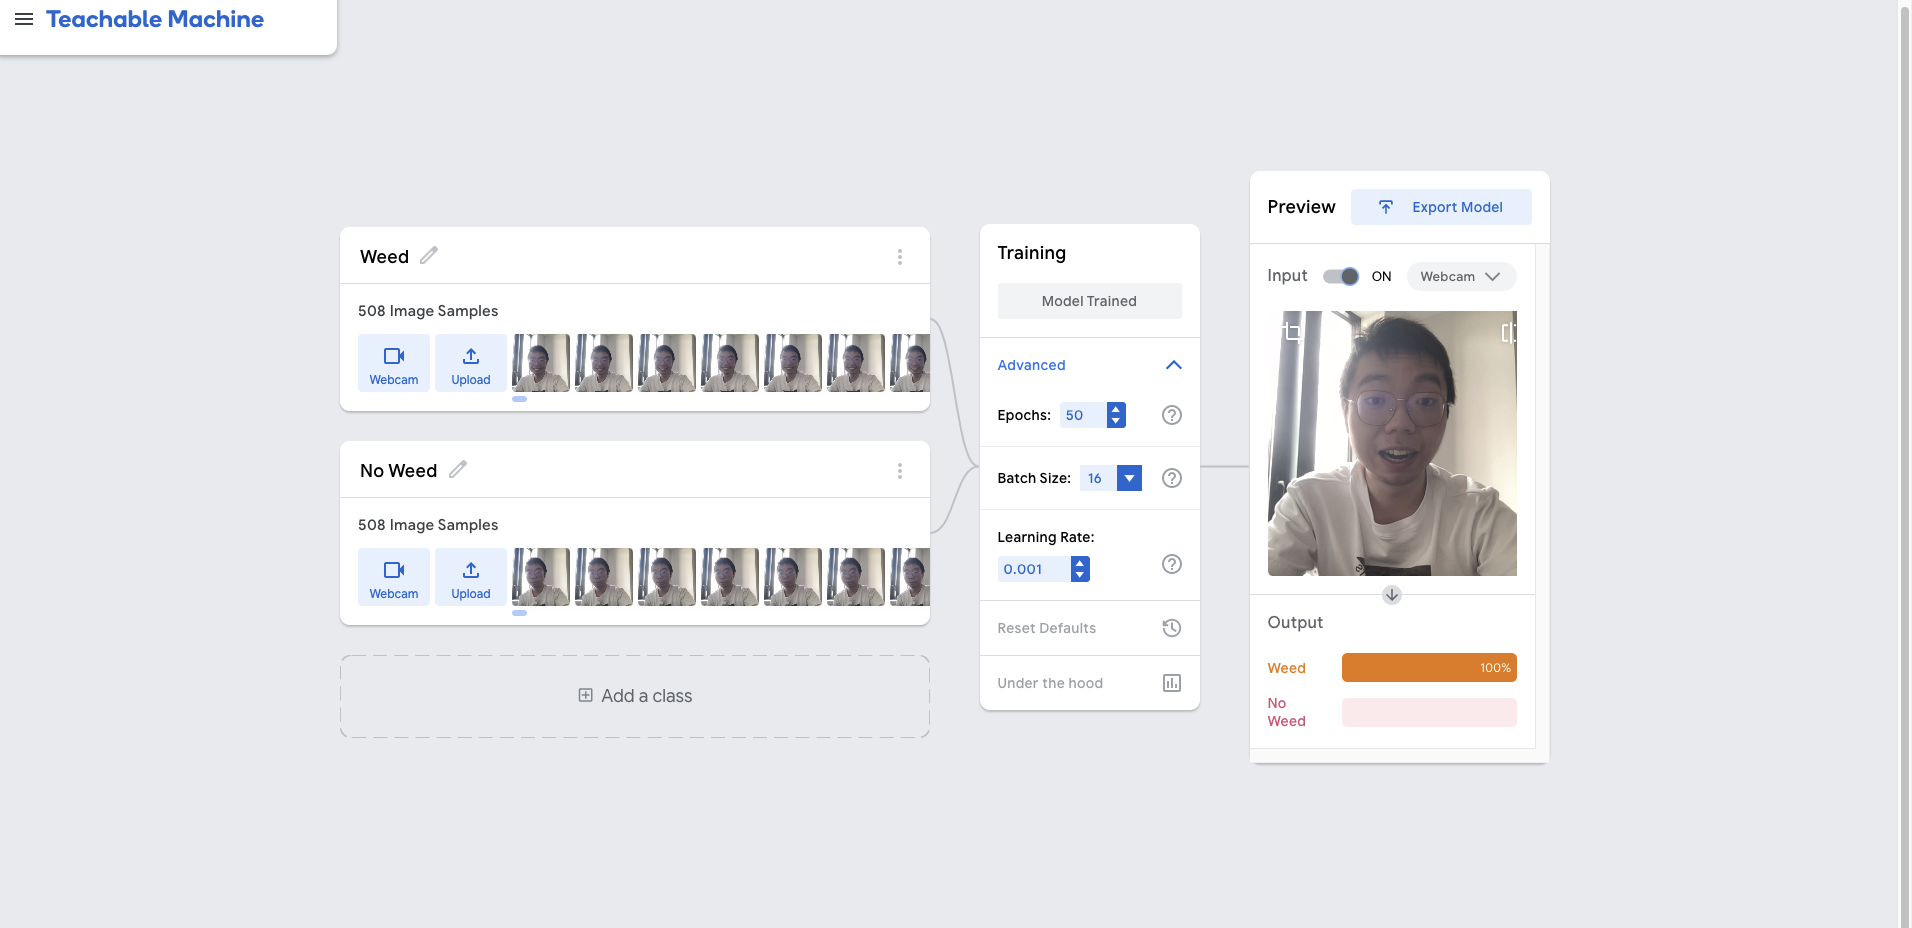 Teachable Machine
Weed
508 Image Samples
Webcam
Upload
No Weed
508 Image Samples
Webcam
Upload
Add a class
Training
Model Trained
Advanced
Epochs: 50
Batch Size: 16
Learning Rate:
0.001
Reset Defaults
Under the hood
Preview
Export Model
Input ON Webcam
Output
Weed 100%
No
Weed